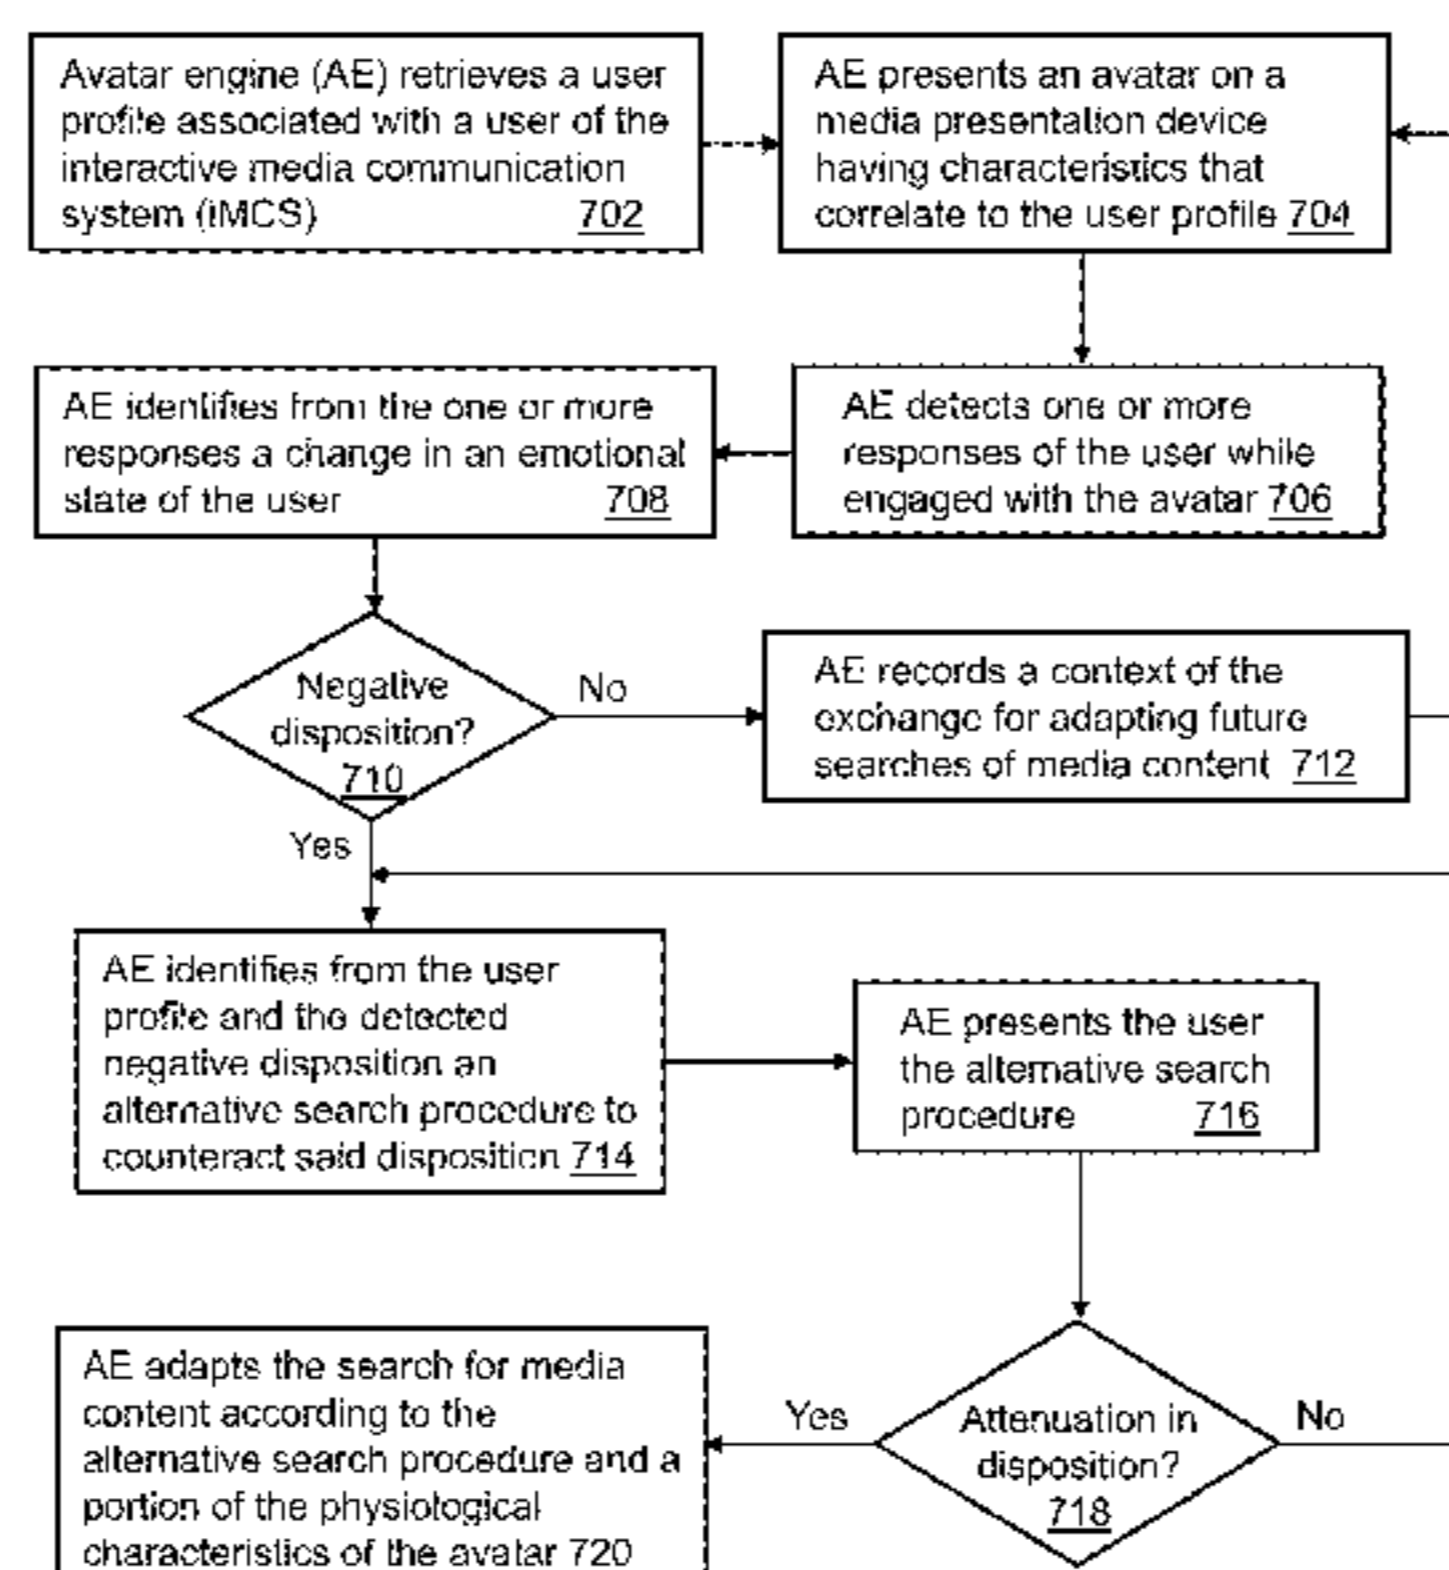 Avatar engine (AE) retrieves a user
profile associated with a user of the
interactive media communication
system (iMCS) 702
AE presents an avatar on a
media presentation device
having characteristics that
correlate to the user profile 704
AE identifies from the one or more
responses a change in an emotional
state of the user 708
AE detects one or more
responses of the user while
engaged with the avatar 706
Negative
disposition?
710
No
AE records a context of the
exchange for adapting future
searches of media content 712
Yes
AE identifies from the user
profile and the detected
negative disposition an
alternative search procedure to
counteract said disposition 714
AE presents the user
the alternative search
procedure 716
AE adapts the search for media
content according to the
alternative search procedure and a
portion of the physiological
characteristics of the avatar 720
Yes
Attenuation in
disposition?
718
No